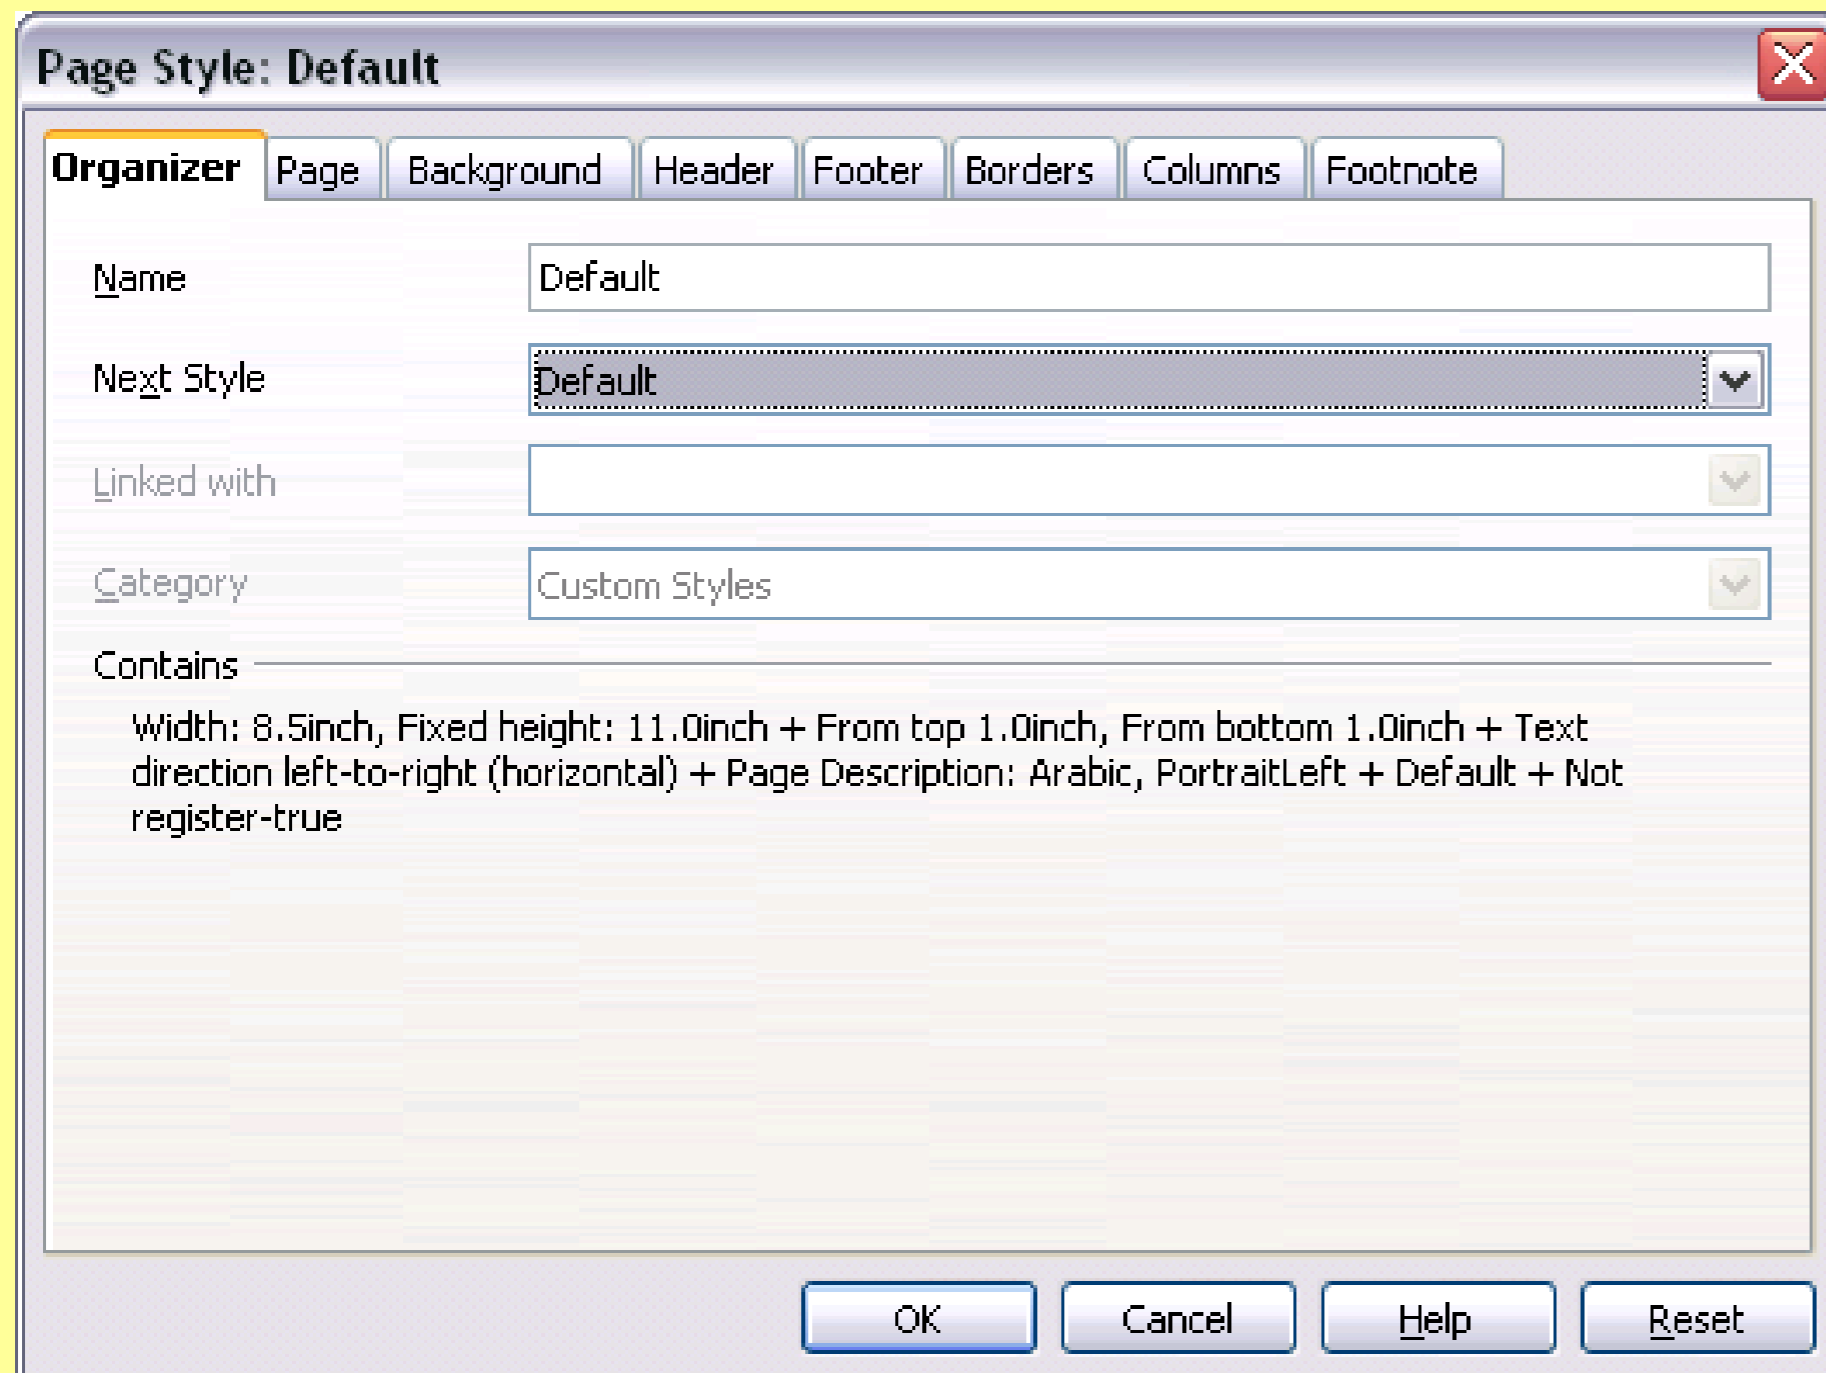 Page Style: Default
Organizer Page Background Header Footer Borders Columns Footnote
Name Default
Next Style Default
Linked with
Category Custom Styles
Contains
Width: 8.5inch, Fixed height: 11.0inch + From top 1.0inch, From bottom 1.0inch + Text
direction left-to-right (horizontal) + Page Description: Arabic, PortraitLeft + Default + Not
register-true
OK Cancel Help Reset